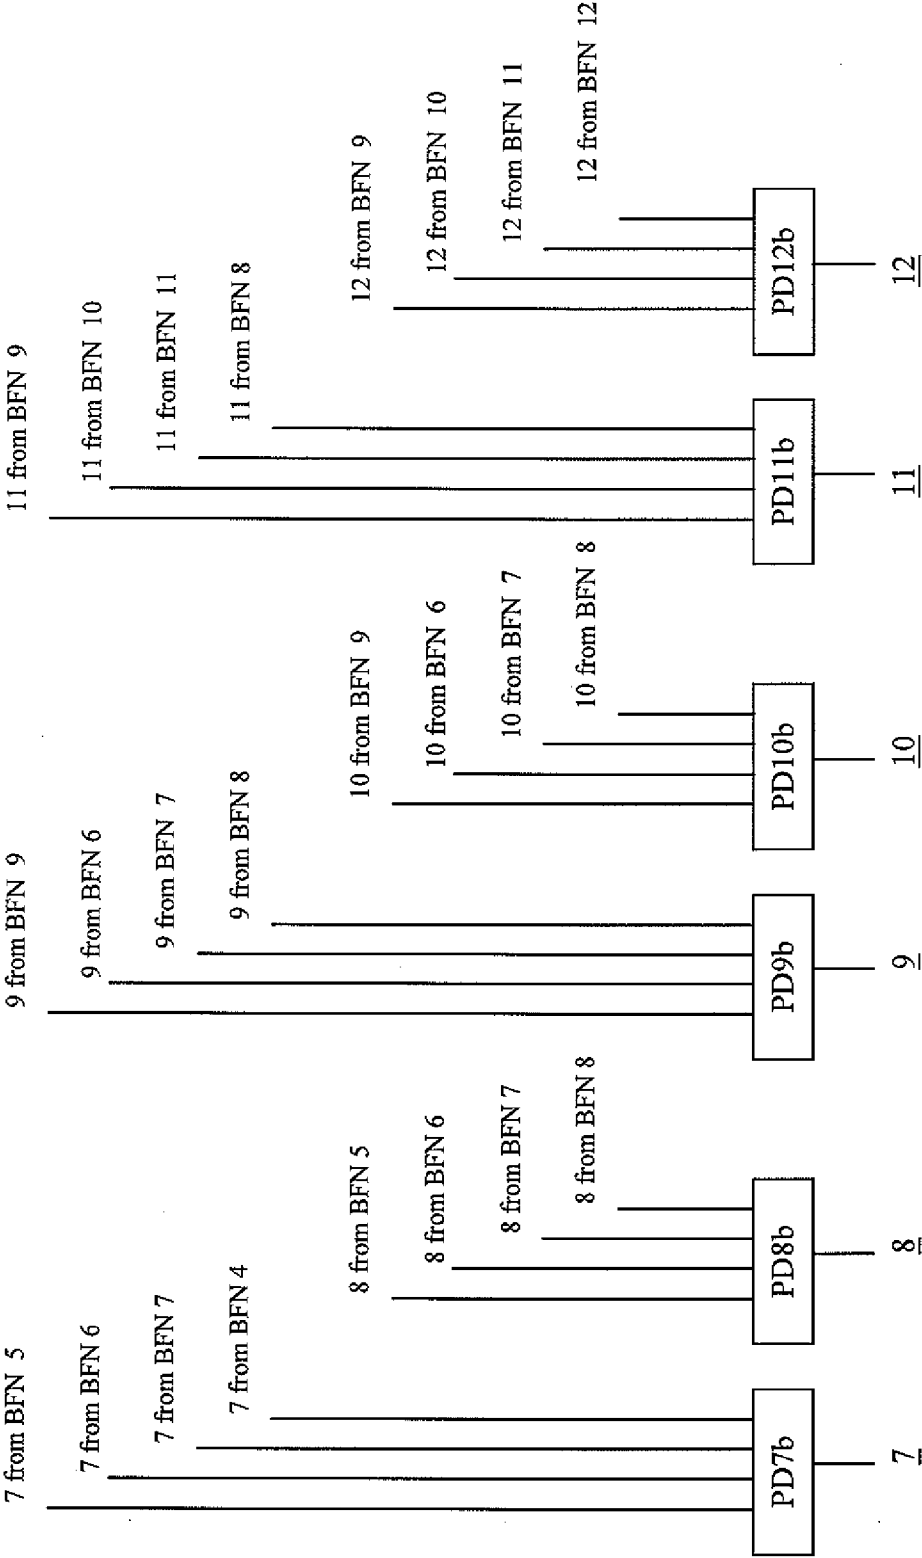 7 from BFN 5
7 from BFN 6
7 from BFN 7
7 from BFN 4
PD7b
7
8 from BFN 5
8 from BFN 6
8 from BFN 7
8 from BFN 8
PD8b
8
9 from BFN 9
9 from BFN 6
9 from BFN 7
9 from BFN 8
PD9b
9
10 from BFN 9
10 from BFN 6
10 from BFN 7
10 from BFN 8
PD10b
10
11 from BFN 9
11 from BFN 10
11 from BFN 11
11 from BFN 8
PD11b
11
12 from BFN 9
12 from BFN 10
12 from BFN 11
12 from BFN 12
PD12b
12